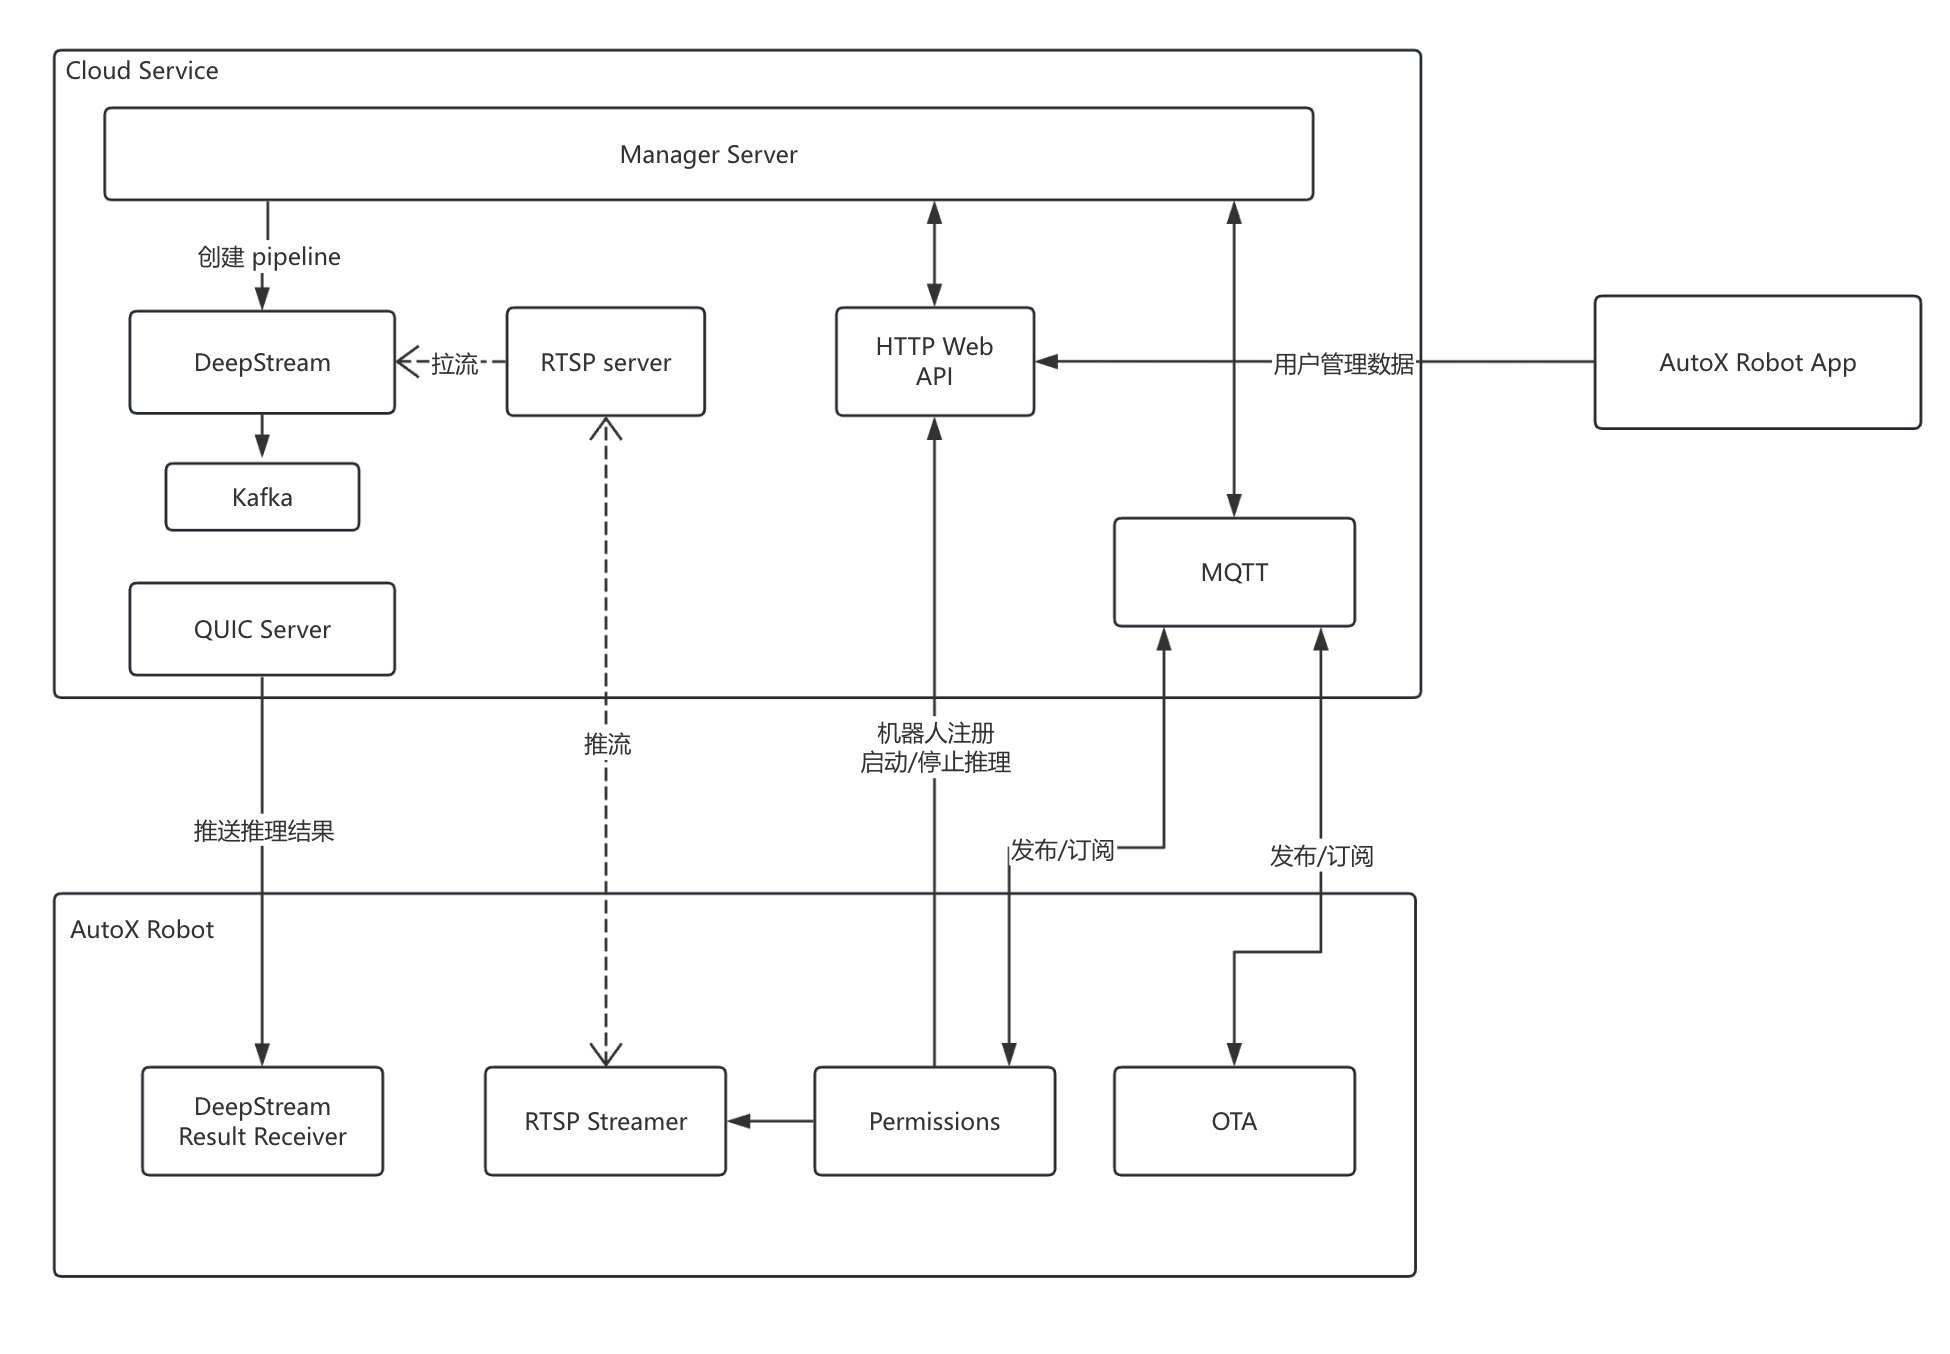 Cloud Service
Manager Server
创建 pipeline
DeepStream
拉流
RTSP server
HTTP Web
API
用户管理数据
AutoX Robot App
Kafka
MQTT
QUIC Server
推流
机器人注册
启动/停止推理
推送推理结果
发布/订阅
发布/订阅
AutoX Robot
DeepStream
Result Receiver
RTSP Streamer
Permissions
OTA